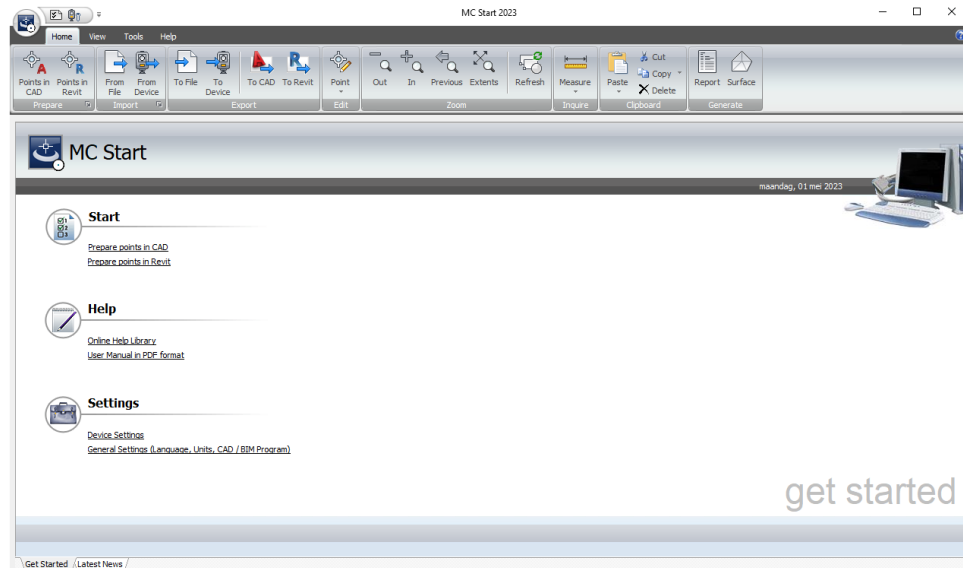 MC Start 2023
Home View Tools Help
Points in CAD
Points in Revit
From File
From Device
To File
To Device
To CAD
To Revit
Point
Out
In
Previous
Extents
Refresh
Measure
Paste
Cut
Copy
Delete
Report
Surface
Prepare
Import
Export
Edit
Zoom
Inquire
Clipboard
Generate
MC Start
maandag, 01 mei 2023
Start
Prepare points in CAD
Prepare points in Revit
Help
Online Help Library
User Manual in PDF format
Settings
Device Settings
General Settings (Language, Units, CAD / BIM Program)
get started
Get Started
Latest News